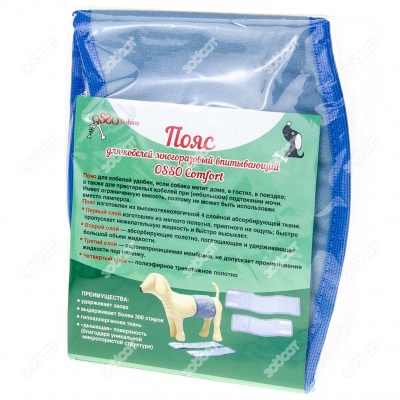 OSSO Fashion
Пояс
для кобелей многоразовый впитывающий
OSSO Comfort
Пояс для кобелей удобен, если собака метит дома, в гостях, в поездке;
а также для престарелых кобелей при (небольшом) подтекании мочи.
Имеет ограниченную емкость, поэтому не может быть использован
вместо памперса.
Пояс изготовлен из высокотехнологичной 4 слойной абсорбирующей ткани.
• Первый слой — изготовлен из мягкого полотна, приятного на ощупь; быстро
пропускает нежелательную жидкость и быстро высыхает.
• Второй слой — абсорбирующее полотно, поглощающее и удерживающее
большой объем жидкости.
• Третий слой — водонепроницаемая мембрана, не допускает проникновения
жидкости под пеленку.
• Четвертый слой — полиэфирное трикотажное полотно
ПРЕИМУЩЕСТВА:
• удерживает запах
• выдерживает более 300 стирок
• гипоаллергенная ткань
• «дышащая» поверхность
(благодаря уникальной
микропористой структуре)